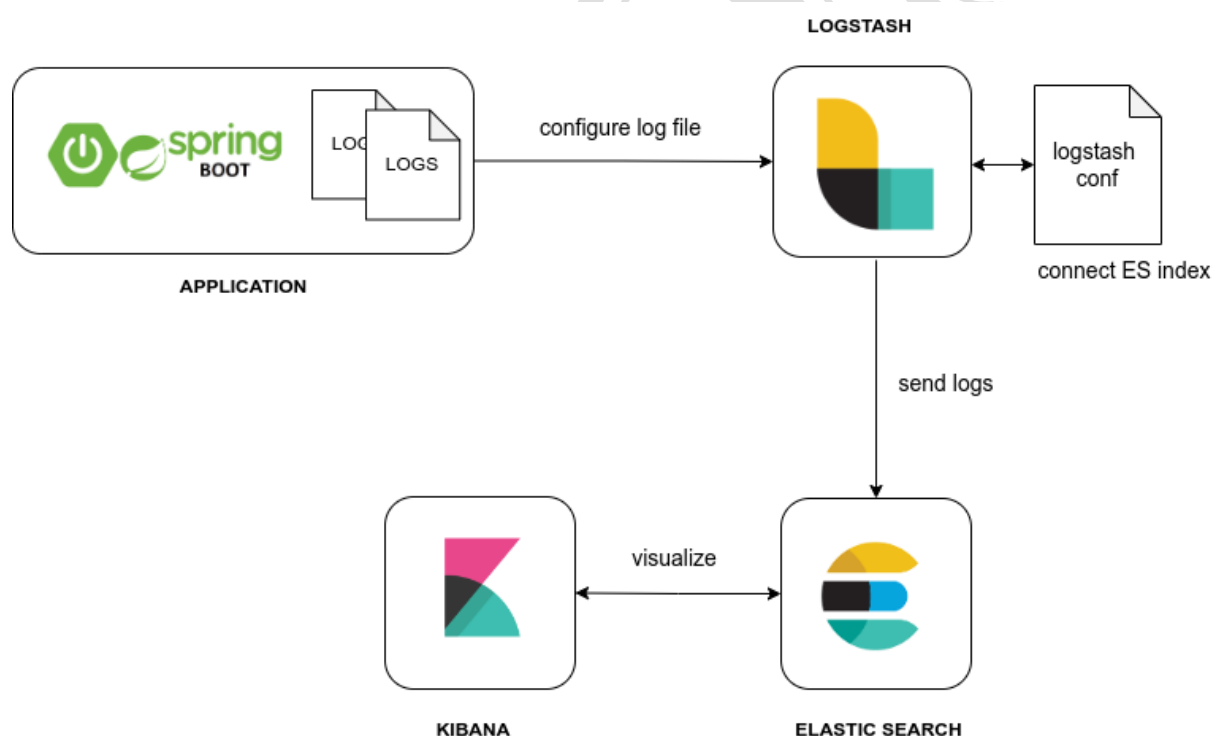 LOGSTASH
spring
BOOT
LOGS
configure log file
logstash
conf
APPLICATION
connect ES index
send logs
visualize
KIBANA
ELASTIC SEARCH